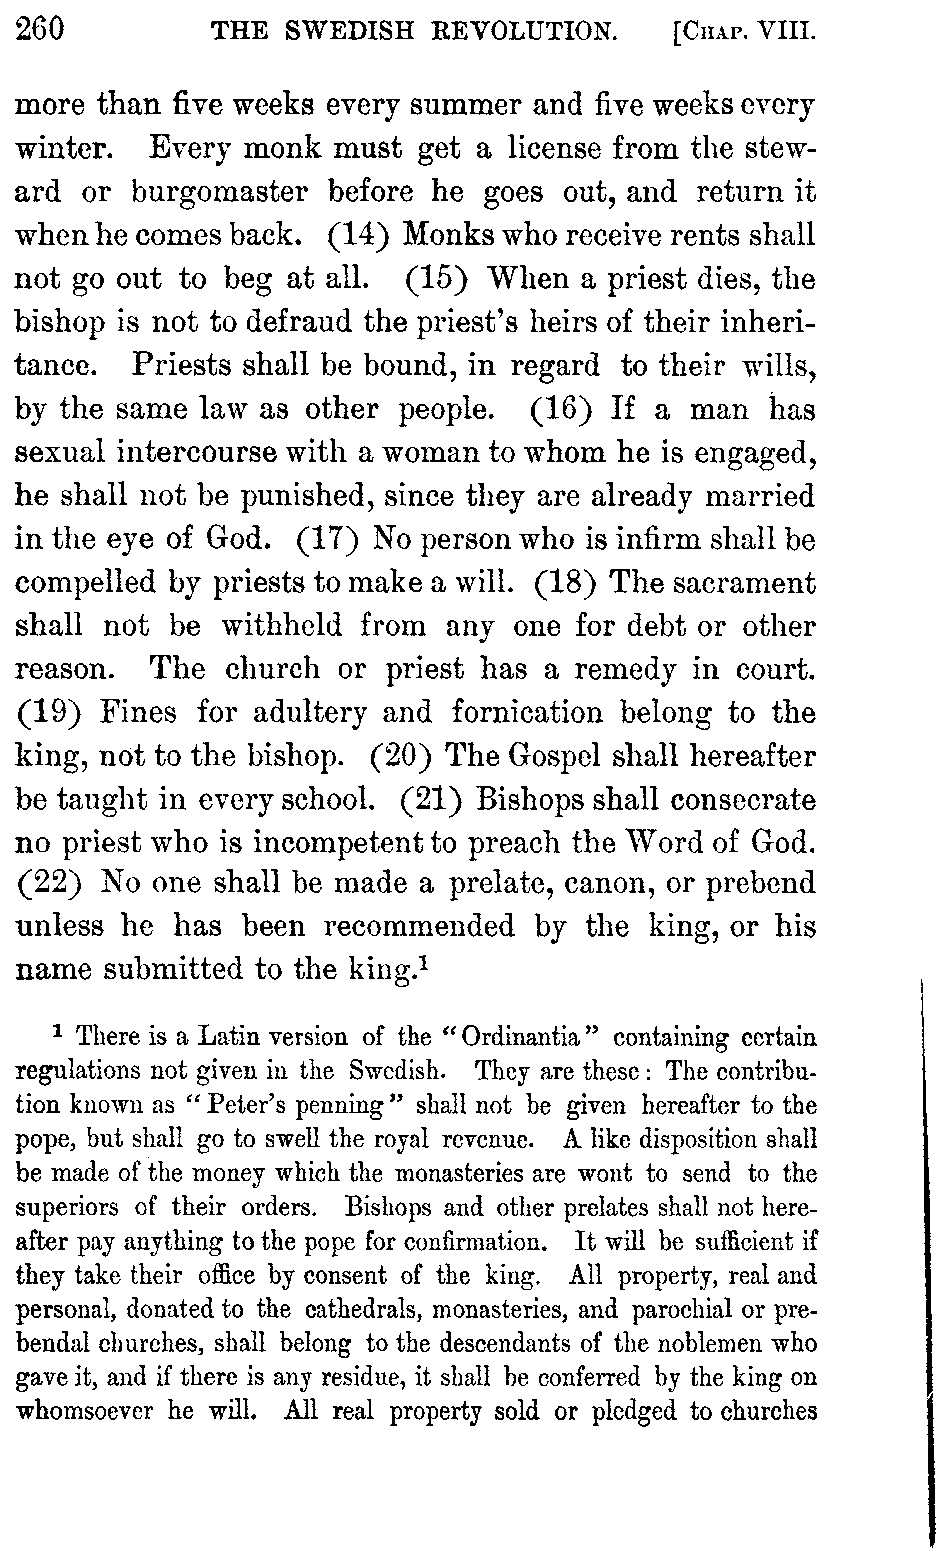 260 THE SWEDISH REVOLUTION. [CHAP. VIII.
more than five weeks every summer and five weeks every
winter. Every monk must get a license from the stew-
ard or burgomaster before he goes out, and return it
when he comes back. (14) Monks who receive rents shall
not go out to beg at all. (15) When a priest dies, the
bishop is not to defraud the priest's heirs of their inheri-
tance. Priests shall be bound, in regard to their wills,
by the same law as other people. (16) If a man has
sexual intercourse with a woman to whom he is engaged,
he shall not be punished, since they are already married
in the eye of God. (17) No person who is infirm shall be
compelled by priests to make a will. (18) The sacrament
shall not be withheld from any one for debt or other
reason. The church or priest has a remedy in court.
(19) Fines for adultery and fornication belong to the
king, not to the bishop. (20) The Gospel shall hereafter
be taught in every school. (21) Bishops shall consecrate
no priest who is incompetent to preach the Word of God.
(22) No one shall be made a prelate, canon, or prebend
unless he has been recommended by the king, or his
name submitted to the king.¹
¹ There is a Latin version of the "Ordinantia" containing certain
regulations not given in the Swedish. They are these: The contribu-
tion known as "Peter's penning" shall not be given hereafter to the
pope, but shall go to swell the royal revenue. A like disposition shall
be made of the money which the monasteries are wont to send to the
superiors of their orders. Bishops and other prelates shall not here-
after pay anything to the pope for confirmation. It will be sufficient if
they take their office by consent of the king. All property, real and
personal, donated to the cathedrals, monasteries, and parochial or pre-
bendal churches, shall belong to the descendants of the noblemen who
gave it, and if there is any residue, it shall be conferred by the king on
whomsoever he will. All real property sold or pledged to churches